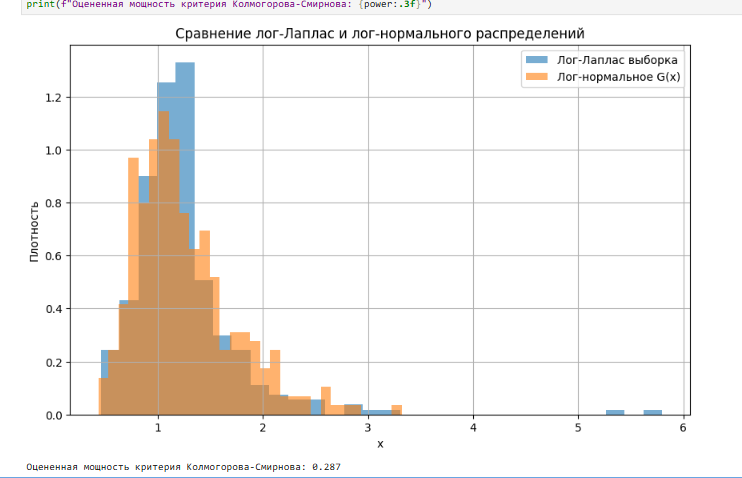 print(f"Оцененная мощность критерия Колмогорова-Смирнова: {power:.3f}")
Сравнение лог-Лаплас и лог-нормального распределений
Лог-Лаплас выборка
Лог-нормальное G(x)
Плотность
1.2
1.0
0.8
0.6
0.4
0.2
0.0
1 2 3 4 5 6
x
Оцененная мощность критерия Колмогорова-Смирнова: 0.287